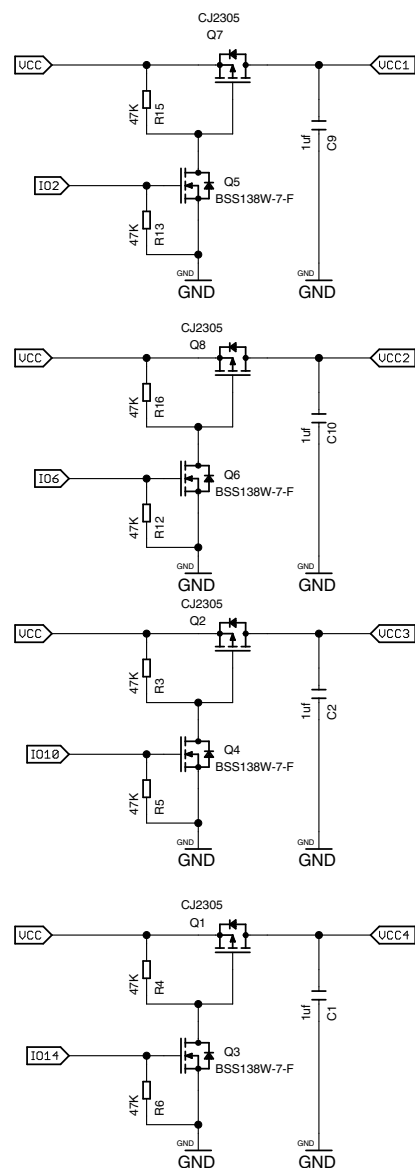 CJ2305
Q7
VCC
VCC1
47K
R15
1uf
C9
IO2
Q5
BSS138W-7-F
47K
R13
GND
GND
GND
GND
CJ2305
Q8
VCC
VCC2
47K
R16
1uf
C10
IO6
Q6
BSS138W-7-F
47K
R12
GND
GND
GND
GND
CJ2305
Q2
VCC
VCC3
47K
R3
1uf
C2
IO10
Q4
BSS138W-7-F
47K
R5
GND
GND
GND
GND
CJ2305
Q1
VCC
VCC4
47K
R4
1uf
C1
IO14
Q3
BSS138W-7-F
47K
R6
GND
GND
GND
GND